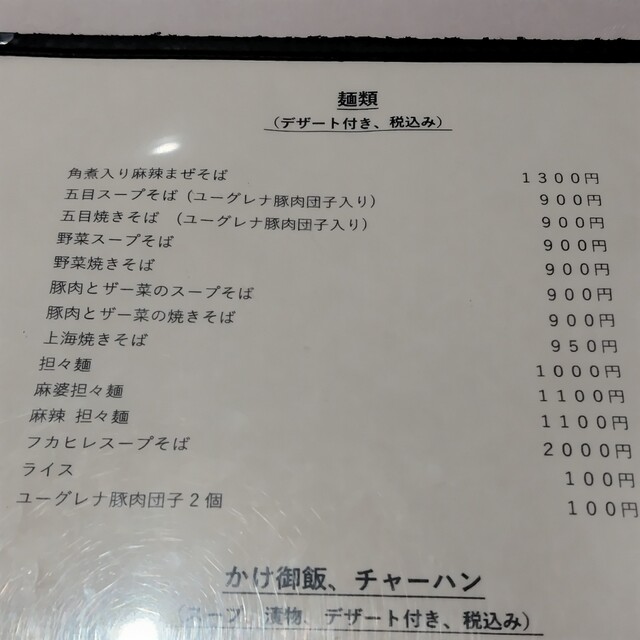 麺類
(デザート付き、税込み)
角煮入り麻辣まぜそば 1300円
五目スープそば (ユーグレナ豚肉団子入り) 900円
五目焼きそば (ユーグレナ豚肉団子入り) 900円
野菜スープそば 900円
野菜焼きそば 900円
豚肉とザー菜のスープそば 900円
豚肉とザー菜の焼きそば 900円
上海焼きそば 950円
担々麺 1000円
麻婆担々麺 1100円
麻辣 担々麺 1100円
フカヒレスープそば 2000円
ライス 100円
ユーグレナ豚肉団子2個 100円
かけ御飯、チャーハン
(スープ、漬物、デザート付き、税込み)